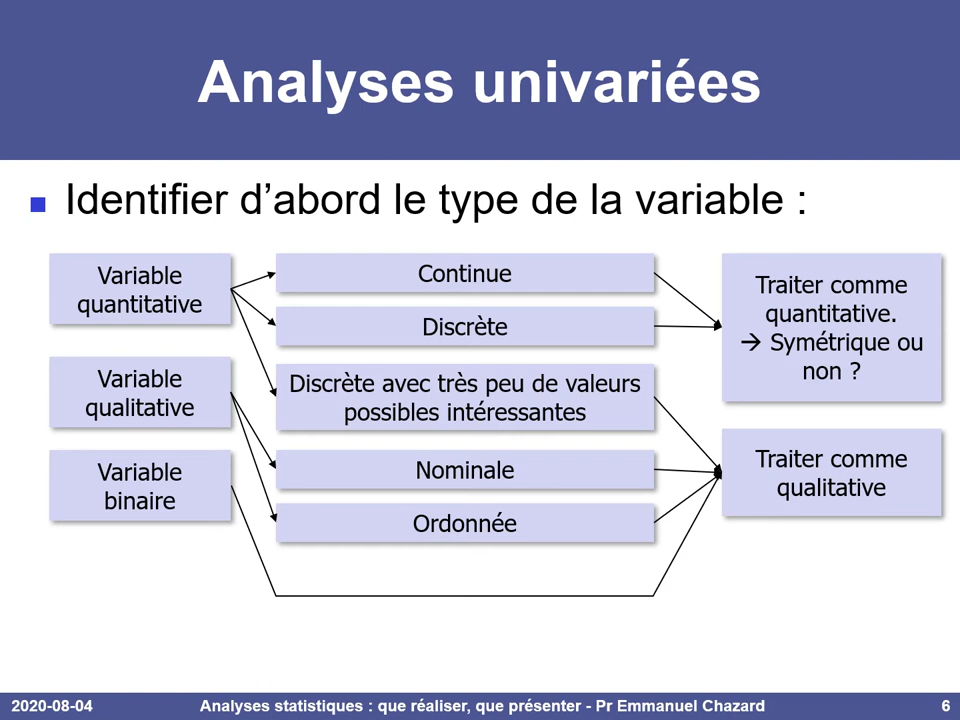 Analyses univariées
Identifier d’abord le type de la variable :
Variable
quantitative
Variable
qualitative
Variable
binaire
Continue
Discrète
Discrète avec très peu de valeurs
possibles intéressantes
Nominale
Ordonnée
Traiter comme
quantitative.
→ Symétrique ou
non ?
Traiter comme
qualitative
2020-08-04
Analyses statistiques : que réaliser, que présenter - Pr Emmanuel Chazard
6